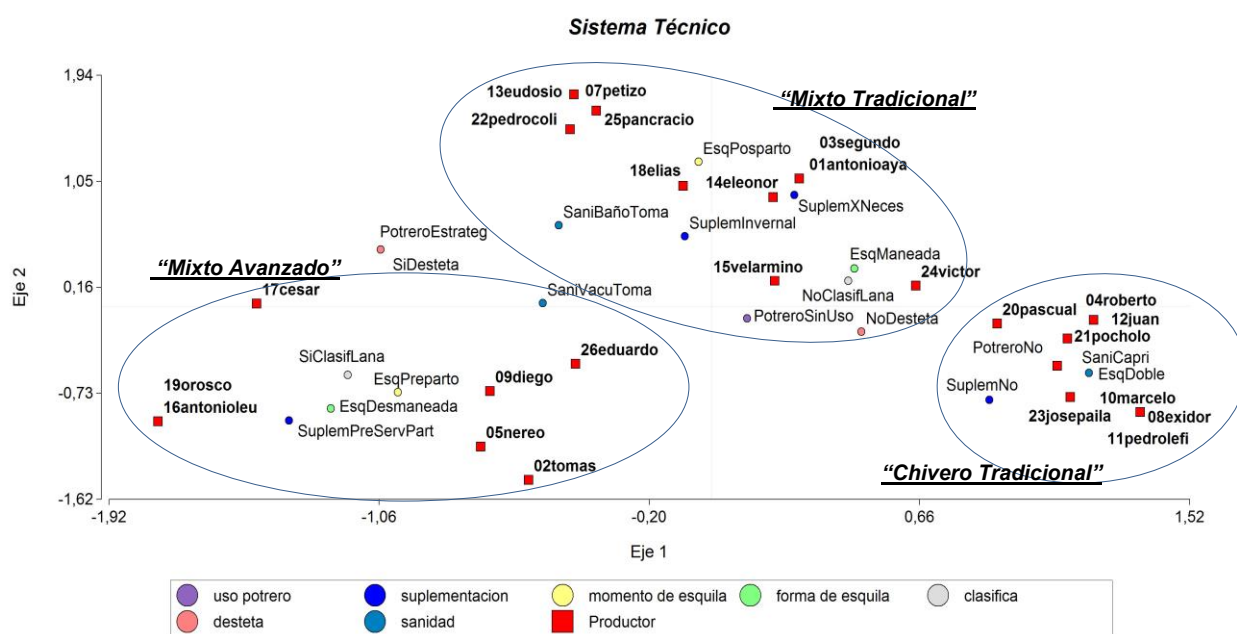 Sistema Técnico
1,94
1,05
0,16
-0,73
-1,62
Eje 2
-1,92
-1,06
-0,20
0,66
1,52
Eje 1
13eudosio
07petizo
22pedrocoli
25pancracio
"Mixto Tradicional"
EsqPosparto
03segundo
01antonioaya
18elias
14eleonor
SuplemXNeces
SaniBañoToma
SuplemInvernal
PotreroEstrateg
SiDesteta
EsqManeada
"Mixto Avanzado"
15velarmino
24victor
17cesar
SaniVacuToma
NoClasifLana
PotreroSinUso
NoDesteta
20pascual
04roberto
12juan
21pocholo
PotreroNo
SaniCapri
EsqDoble
SuplemNo
10marcelo
23josepaila
08exidor
11pedrolefi
"Chivero Tradicional"
26eduardo
SiClasifLana
EsqPreparto
09diego
19orosco
16antonioleu
EsqDesmaneada
SuplemPreServPart
05nereo
02tomas
uso potrero
suplementacion
momento de esquila
forma de esquila
clasifica
desteta
sanidad
Productor